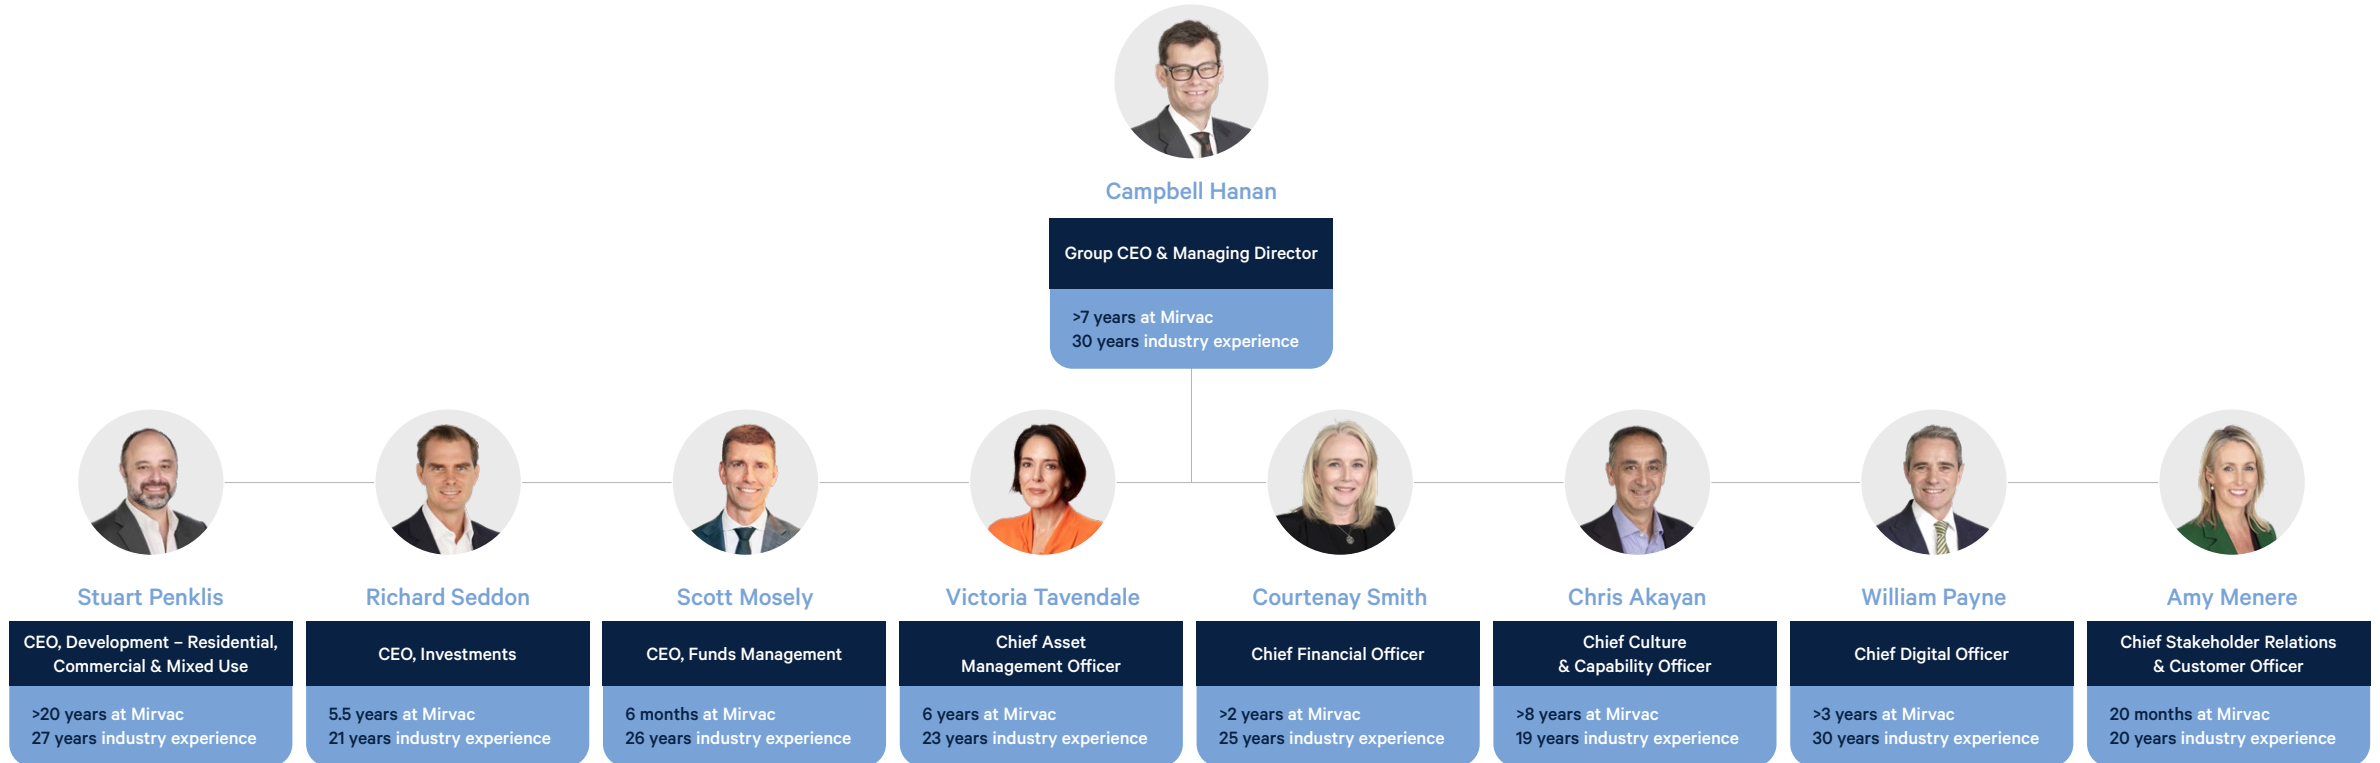 Campbell Hanan
Group CEO & Managing Director
>7 years at Mirvac
30 years industry experience
Stuart Penklis
CEO, Development – Residential,
Commercial & Mixed Use
>20 years at Mirvac
27 years industry experience
Richard Seddon
CEO, Investments
5.5 years at Mirvac
21 years industry experience
Scott Mosely
CEO, Funds Management
6 months at Mirvac
26 years industry experience
Victoria Tavendale
Chief Asset
Management Officer
6 years at Mirvac
23 years industry experience
Courtenay Smith
Chief Financial Officer
>2 years at Mirvac
25 years industry experience
Chris Akayan
Chief Culture
& Capability Officer
>8 years at Mirvac
19 years industry experience
William Payne
Chief Digital Officer
>3 years at Mirvac
30 years industry experience
Amy Menere
Chief Stakeholder Relations
& Customer Officer
20 months at Mirvac
20 years industry experience